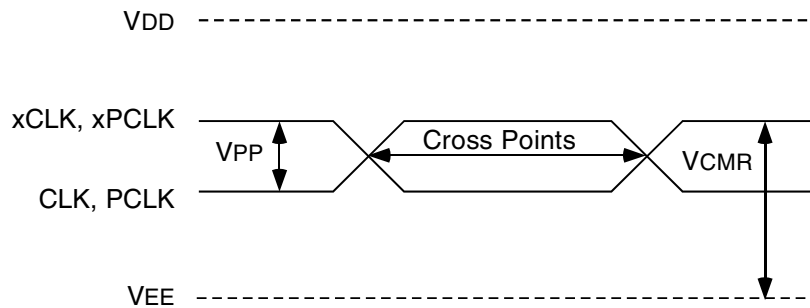 VDD
xCLK, xPCLK
VPP
Cross Points
VCMR
CLK, PCLK
VEE